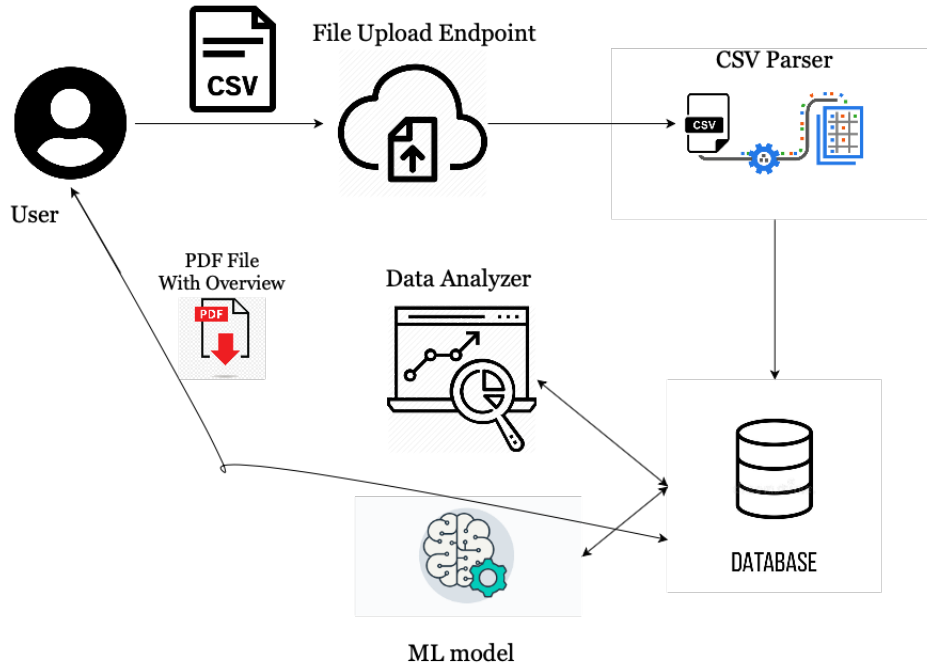 File Upload Endpoint
CSV
CSV Parser
CSV
User
PDF File
With Overview
PDF
Data Analyzer
DATABASE
ML model